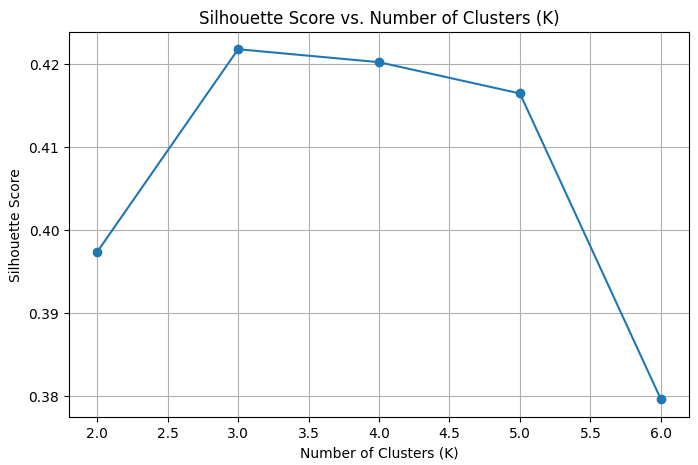 Silhouette Score vs. Number of Clusters (K)
Silhouette Score
0.42
0.41
0.40
0.39
0.38
2.0 2.5 3.0 3.5 4.0 4.5 5.0 5.5 6.0
Number of Clusters (K)